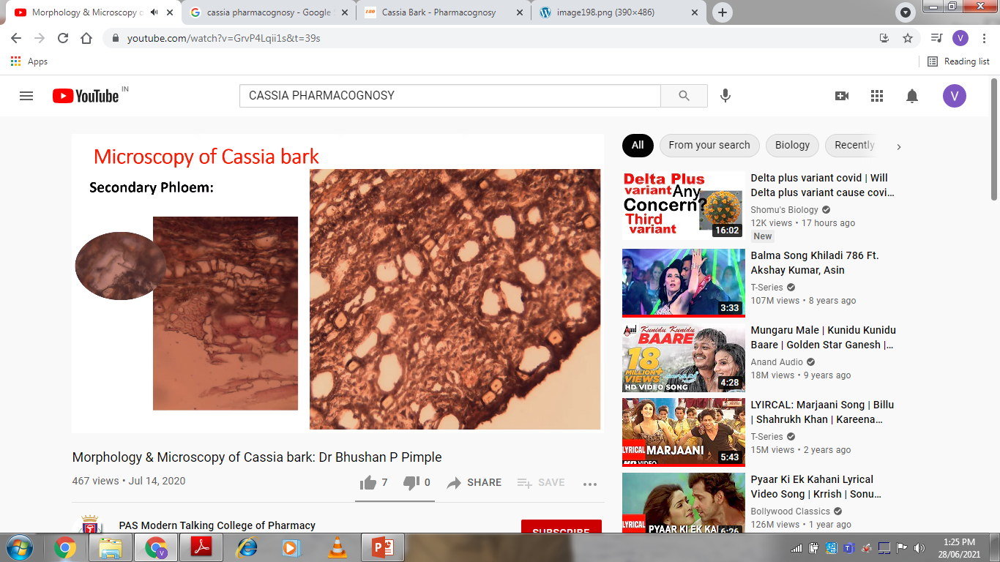 Morphology & Microscopy o
cassia pharmacognosy - Google
180
Cassia Bark - Pharmacognosy
image198.png (390×486)
youtube.com/watch?v=GrvP4Lqii1s&t=39s
V
Apps
Reading list
YouTube IN
CASSIA PHARMACOGNOSY
V
Microscopy of Cassia bark
Secondary Phloem:
Morphology & Microscopy of Cassia bark: Dr Bhushan P Pimple
467 views • Jul 14, 2020
7
0
SHARE
SAVE
PAS Modern Talking College of Pharmacy
SUBSCRIBE
All
From your search
Biology
Recently
Delta Plus
variant Any
Concern?
Third
variant
16:02
Delta plus variant covid | Will
Delta plus variant cause covi…
Shomu's Biology
12K views • 17 hours ago
New
3:33
Balma Song Khiladi 786 Ft.
Akshay Kumar, Asin
T-Series
107M views • 8 years ago
Anand
KUNIDU KUNIDU
BAARE
18
MILLION+
VIEWS
HD VIDEO SONG
4:28
Mungaru Male | Kunidu Kunidu
Baare | Golden Star Ganesh |…
Anand Audio
18M views • 9 years ago
LYRICAL
MARJAANI
HD VIDEO
5:43
LYIRCAL: Marjaani Song | Billu
| Shahrukh Khan | Kareena…
T-Series
15M views • 2 years ago
LYRICAL
PYAAR KI EK KA
6:26
Pyaar Ki Ek Kahani Lyrical
Video Song | Krrish | Sonu…
Bollywood Classics
126M views • 1 year ago
V
1:25 PM
28/06/2021